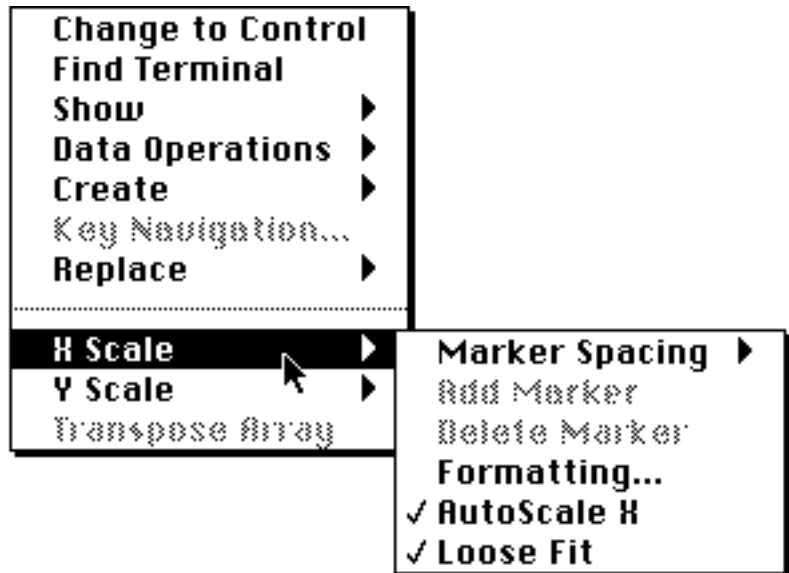 Change to Control
Find Terminal
Show
Data Operations
Create
Key Navigation...
Replace
X Scale
Y Scale
Transpose Array
Marker Spacing
Add Marker
Delete Marker
Formatting...
AutoScale X
Loose Fit